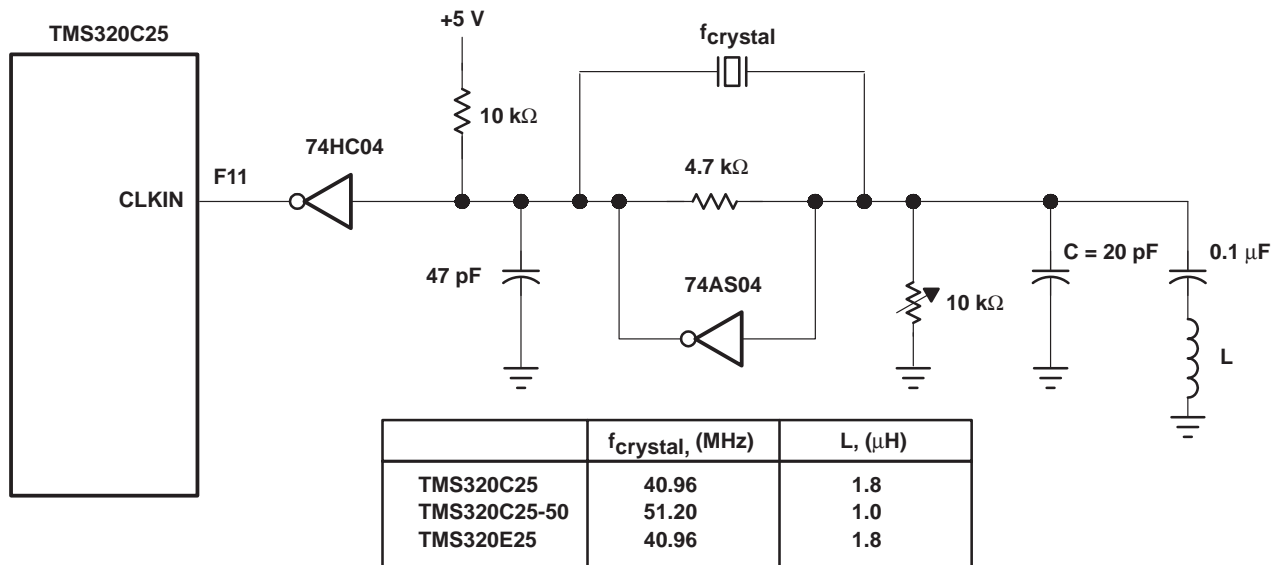 TMS320C25
+5 V
fcrystal
10 kΩ
74HC04
4.7 kΩ
F11
CLKIN
47 pF
74AS04
C = 20 pF
0.1 μF
10 kΩ
L
fcrystal, (MHz) L, (μH)
TMS320C25 40.96 1.8
TMS320C25-50 51.20 1.0
TMS320E25 40.96 1.8